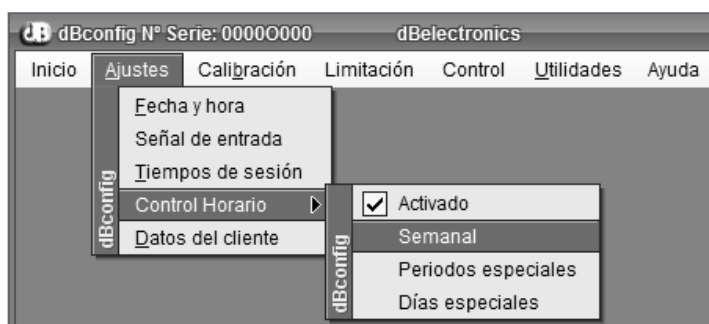 dB dBconfig Nº Serie: 0000O000 dBelectronics
Inicio Ajustes Calibración Limitación Control Utilidades Ayuda
dBconfig
Fecha y hora
Señal de entrada
Tiempos de sesión
Control Horario
Datos del cliente
dBconfig
Activado
Semanal
Periodos especiales
Días especiales